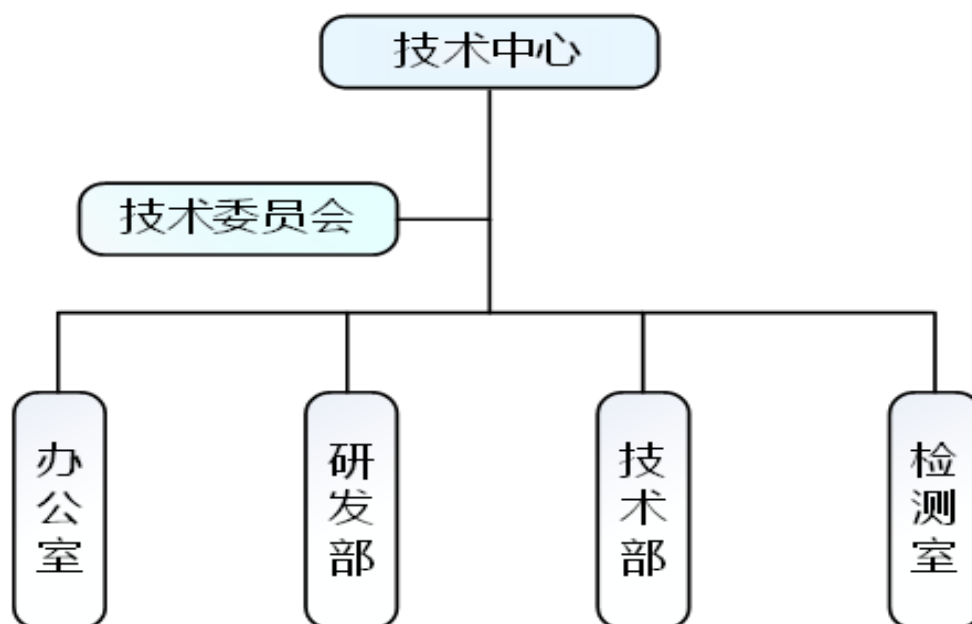 技术中心
技术委员会
办公室
研发部
技术部
检测室